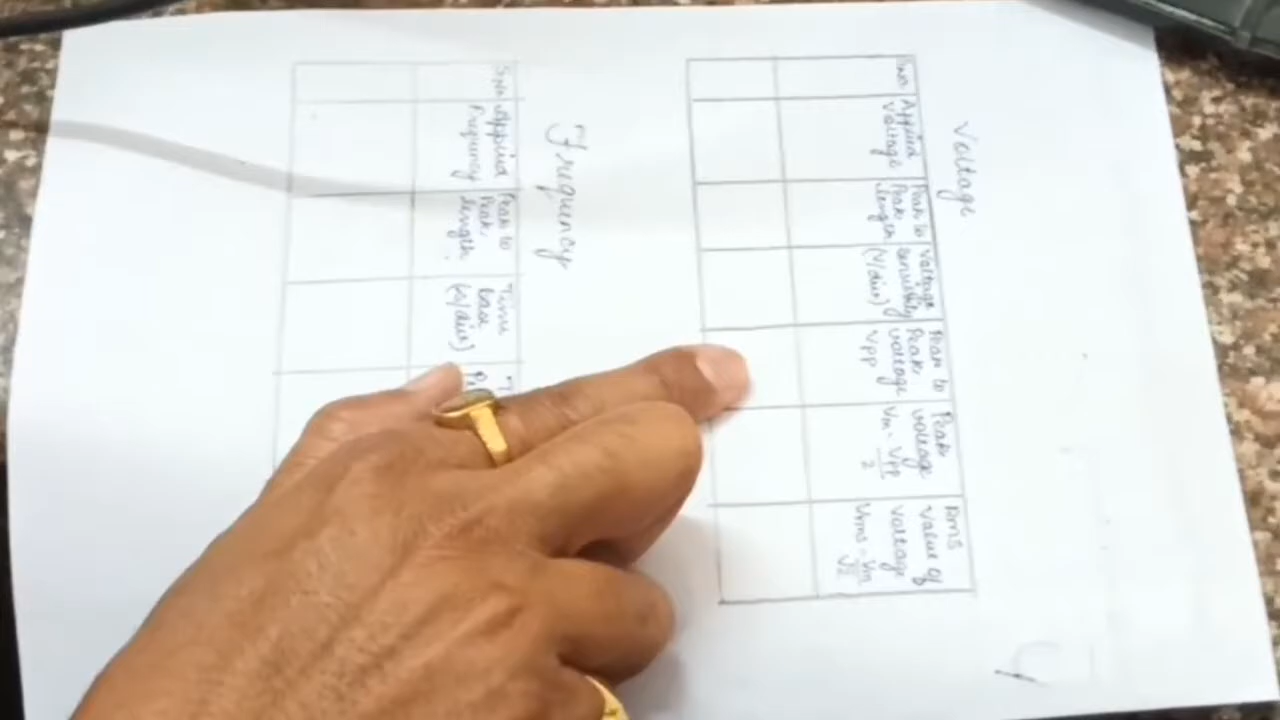 Voltage
S.no.
Applied
Voltage
Peak to
Peak
length
Voltage
sensibility
(V/div)
Peak to
Peak
voltage
Vpp
Peak
voltage
Vm = Vpp
2
Rms
Value of
Voltage
Vrms = Vm
√2
Frequency
S.no.
Applied
Frequency
Peak to
Peak
length
Time
base
(s/div)